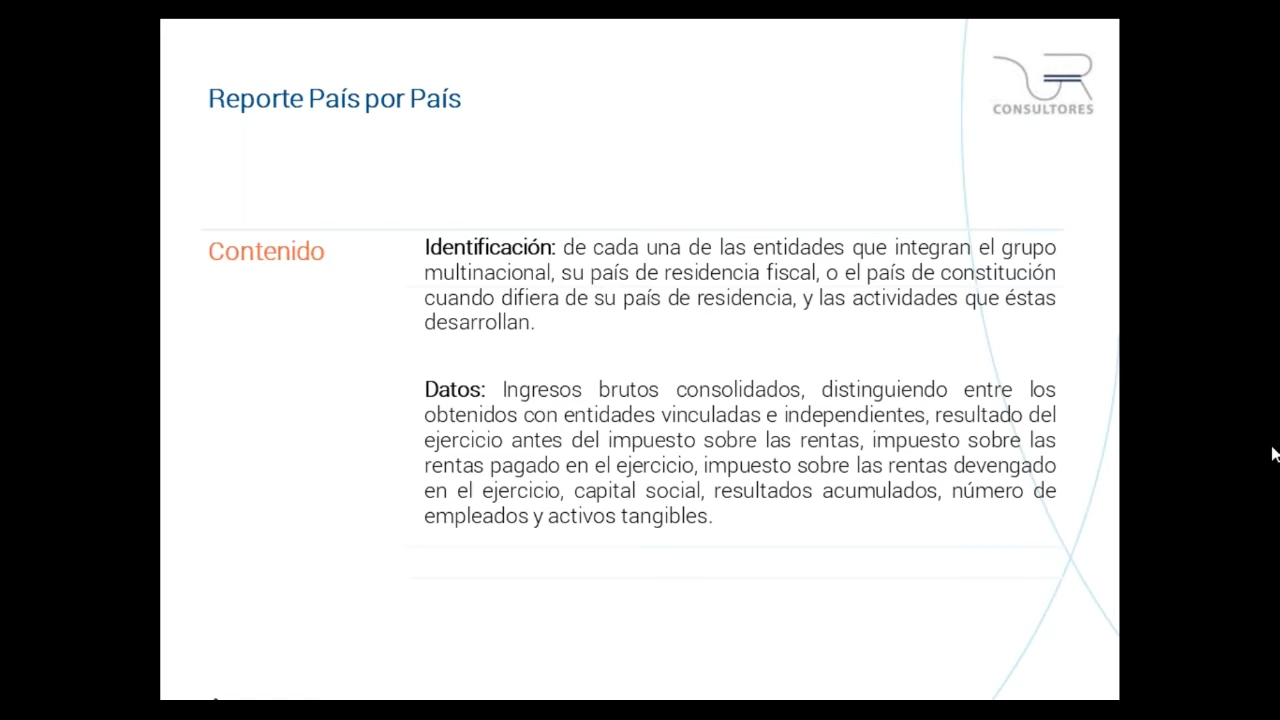 Reporte País por País
CONSULTORES
Contenido
Identificación: de cada una de las entidades que integran el grupo
multinacional, su país de residencia fiscal, o el país de constitución
cuando difiera de su país de residencia, y las actividades que éstas
desarrollan.
Datos: Ingresos brutos consolidados, distinguiendo entre los
obtenidos con entidades vinculadas e independientes, resultado del
ejercicio antes del impuesto sobre las rentas, impuesto sobre las
rentas pagado en el ejercicio, impuesto sobre las rentas devengado
en el ejercicio, capital social, resultados acumulados, número de
empleados y activos tangibles.